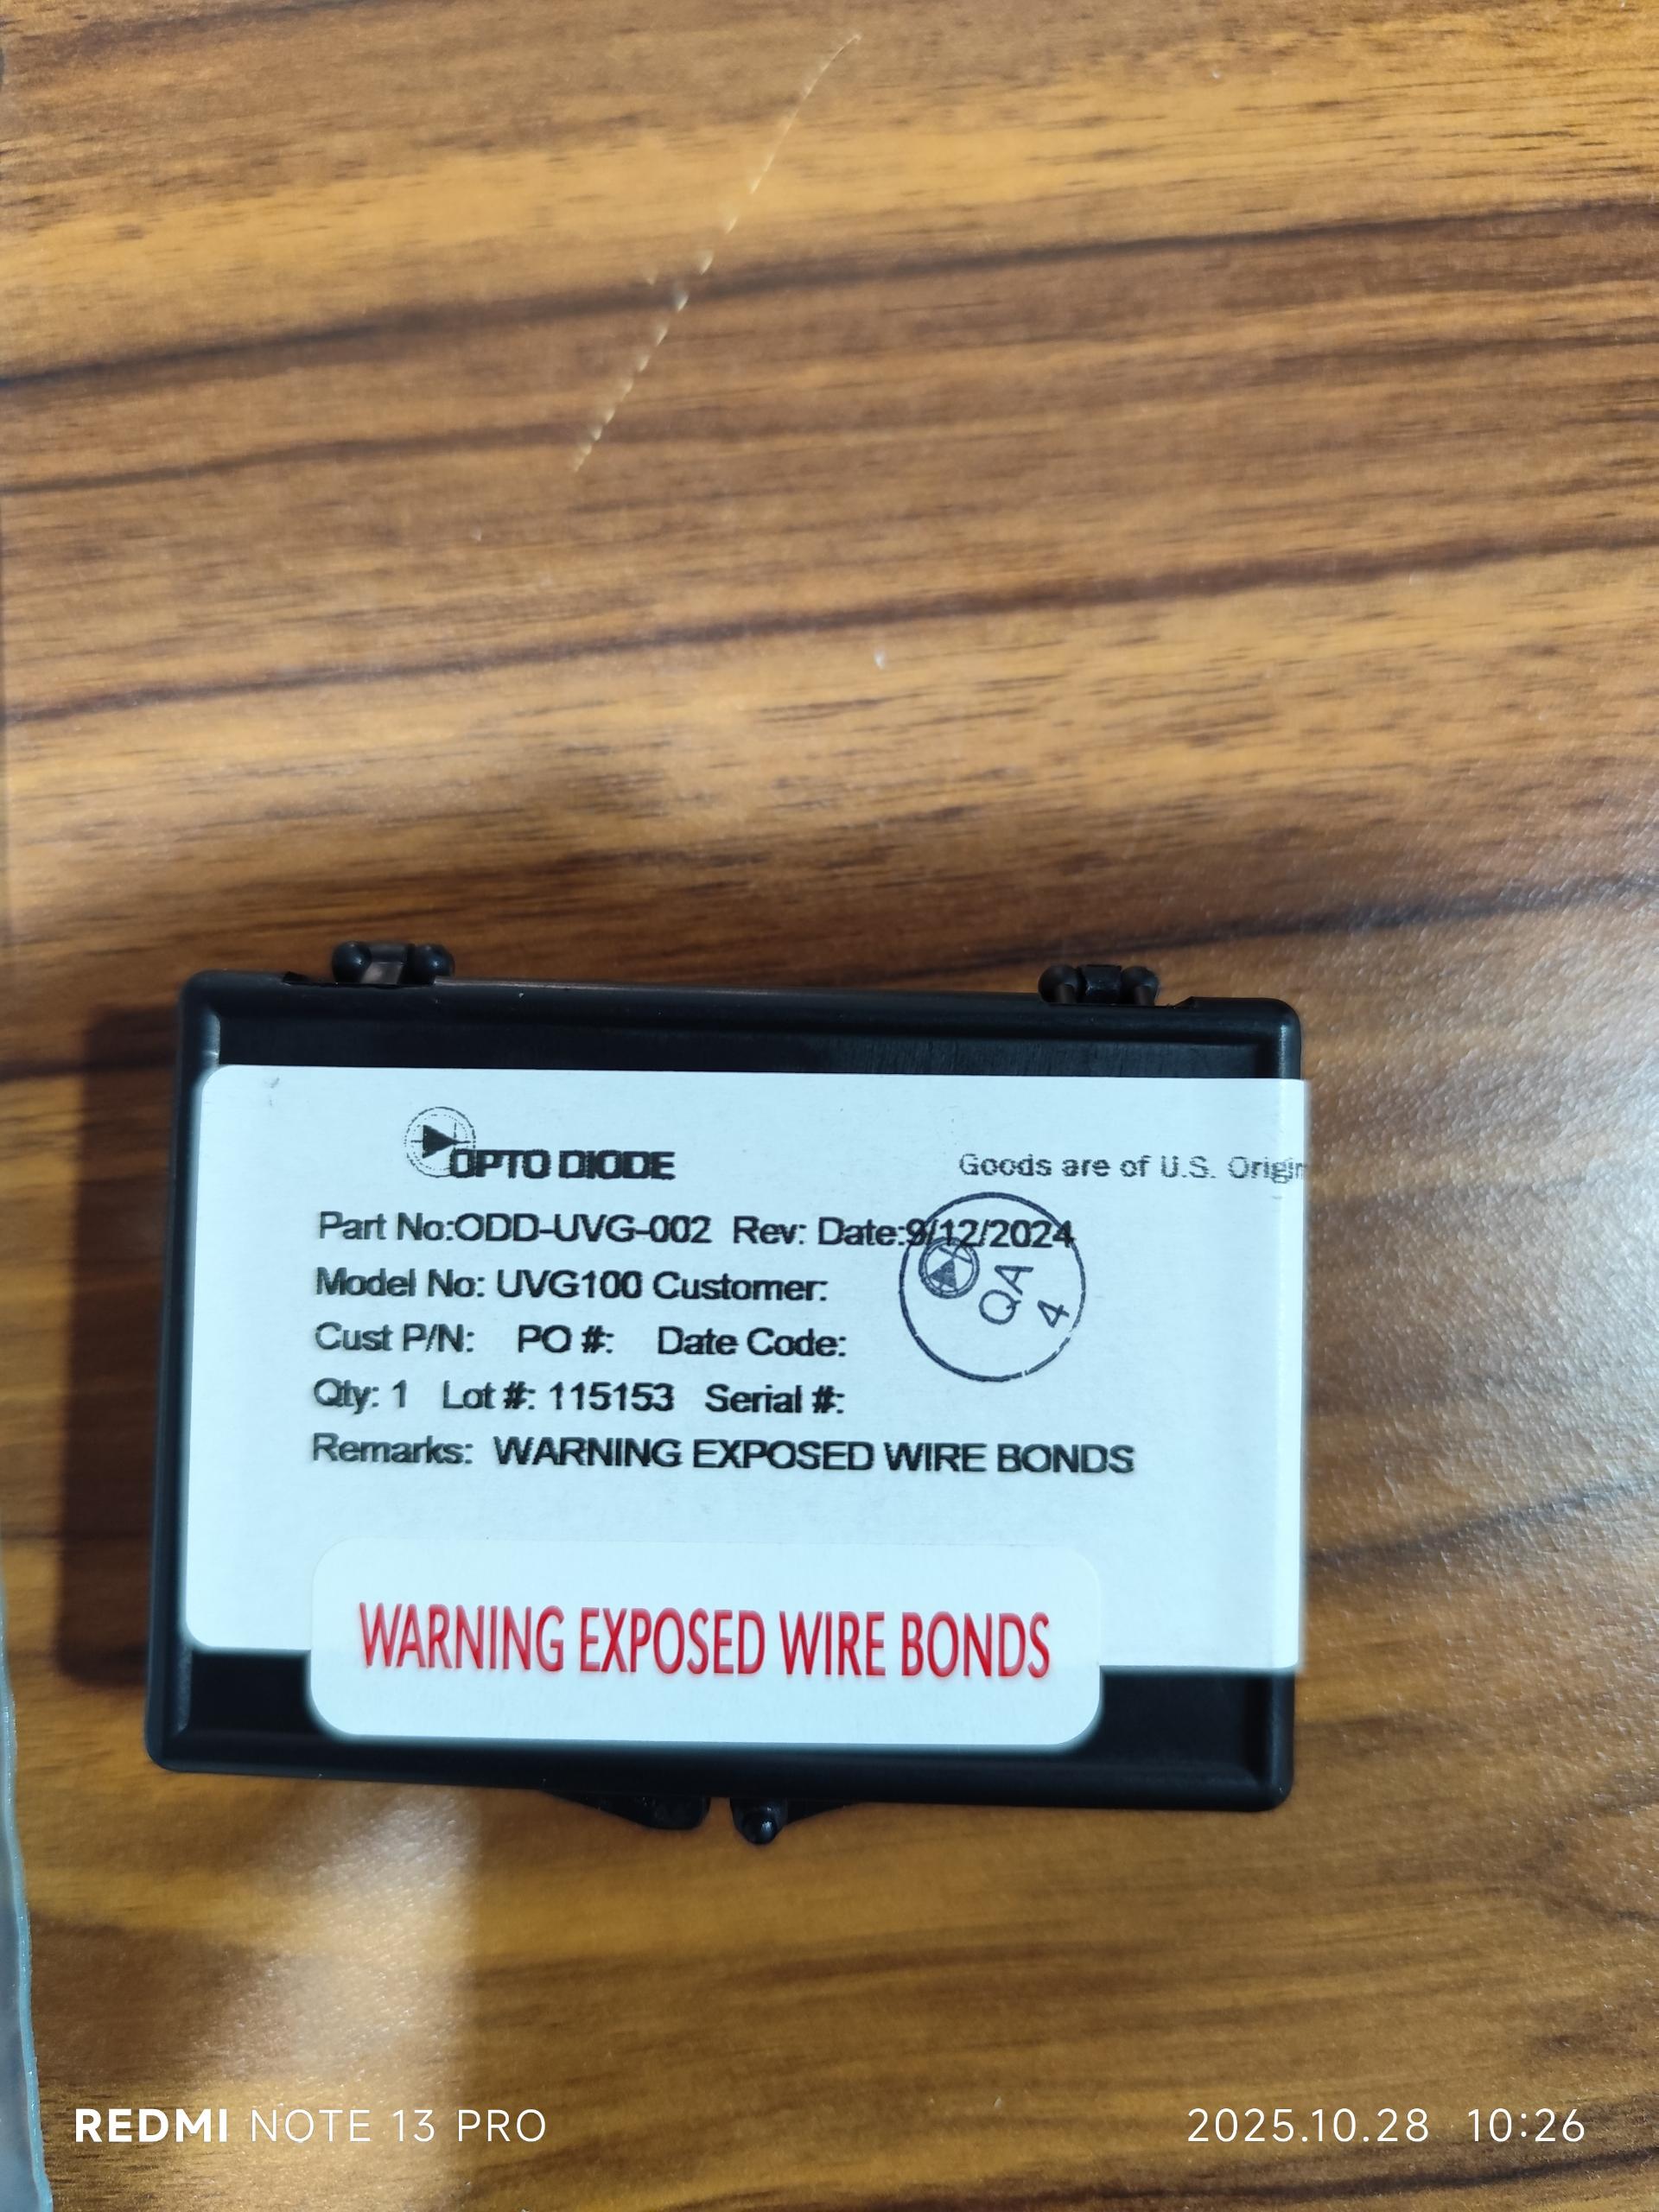 OPTO DIODE
Goods are of U.S. Origin
Part No:ODD-UVG-002 Rev: Date:9/12/2024
Model No: UVG100 Customer:
QA
4
Cust P/N: PO #: Date Code:
Qty: 1 Lot #: 115153 Serial #:
Remarks: WARNING EXPOSED WIRE BONDS
WARNING EXPOSED WIRE BONDS
REDMI NOTE 13 PRO
2025.10.28 10:26